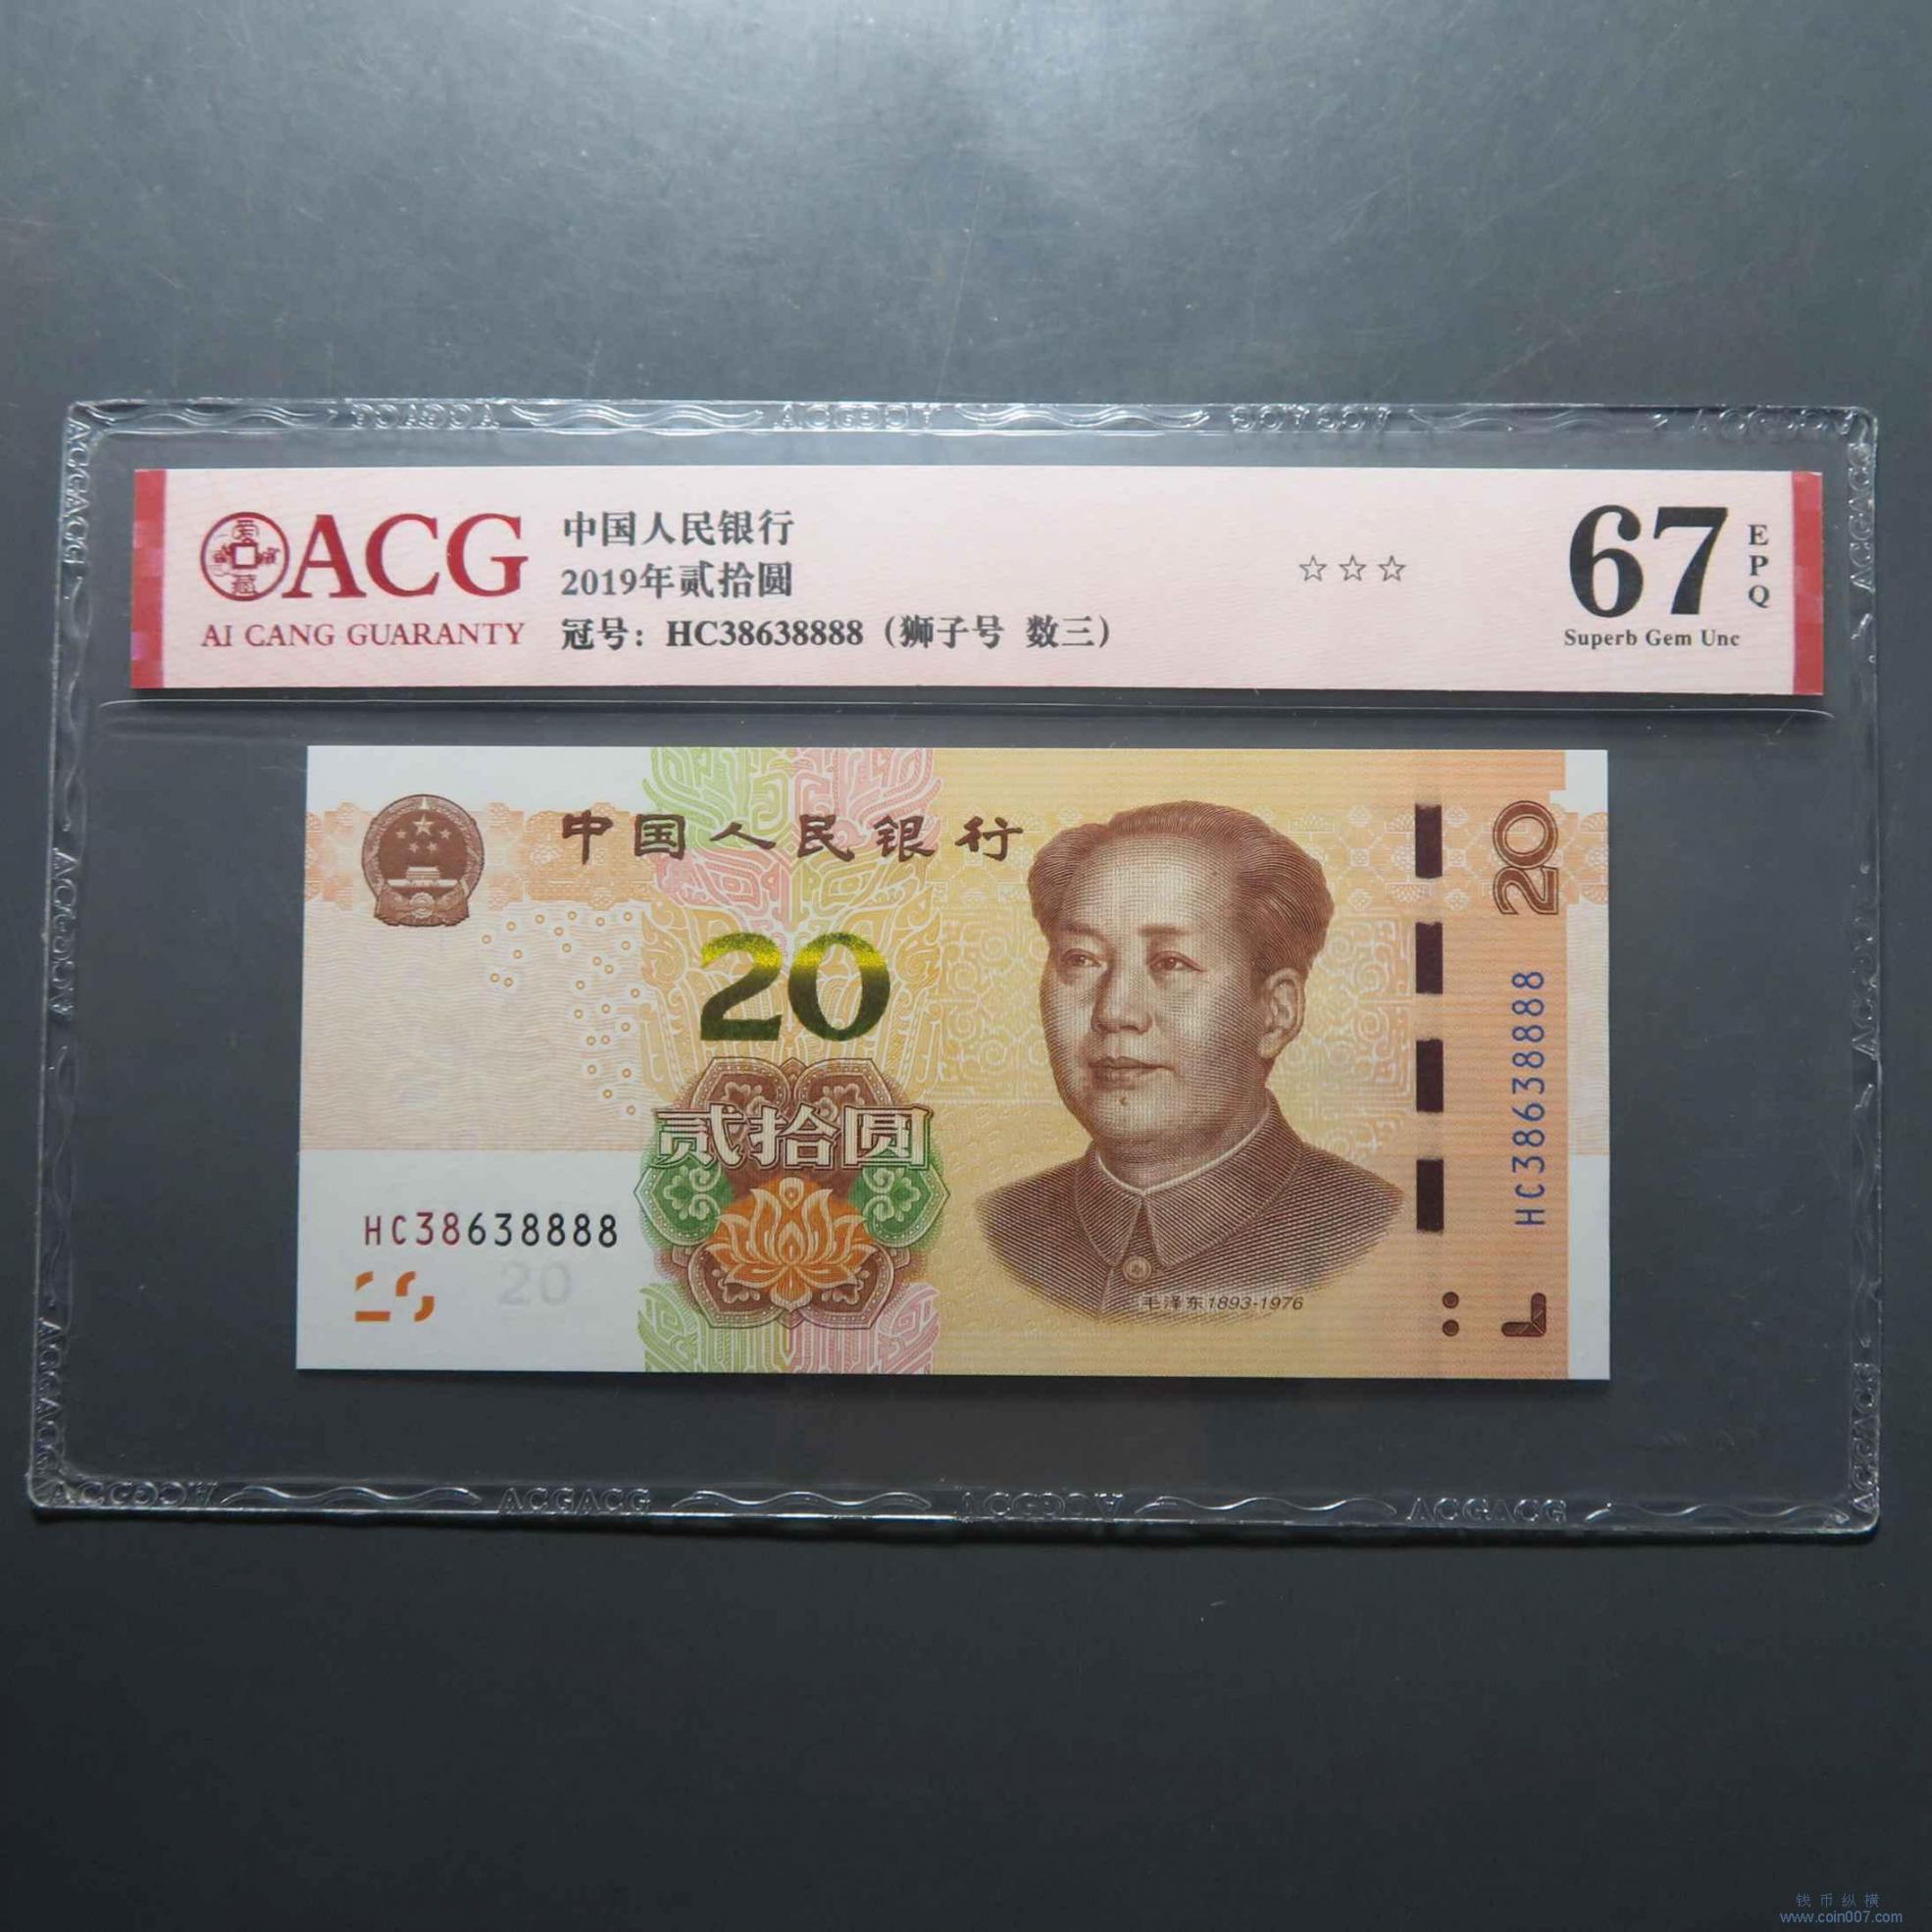 ACG
AI CANG GUARANTY
中国人民银行
2019年贰拾圆
冠号：HC38638888（狮子号 数三）
☆☆☆
67
EPQ
Superb Gem Unc
中国人民银行
20
20
HC38638888
贰拾圆
HC38638888
20
毛泽东1893-1976
ACGACG
ACGACG
钱币纵横
www.coin007.com